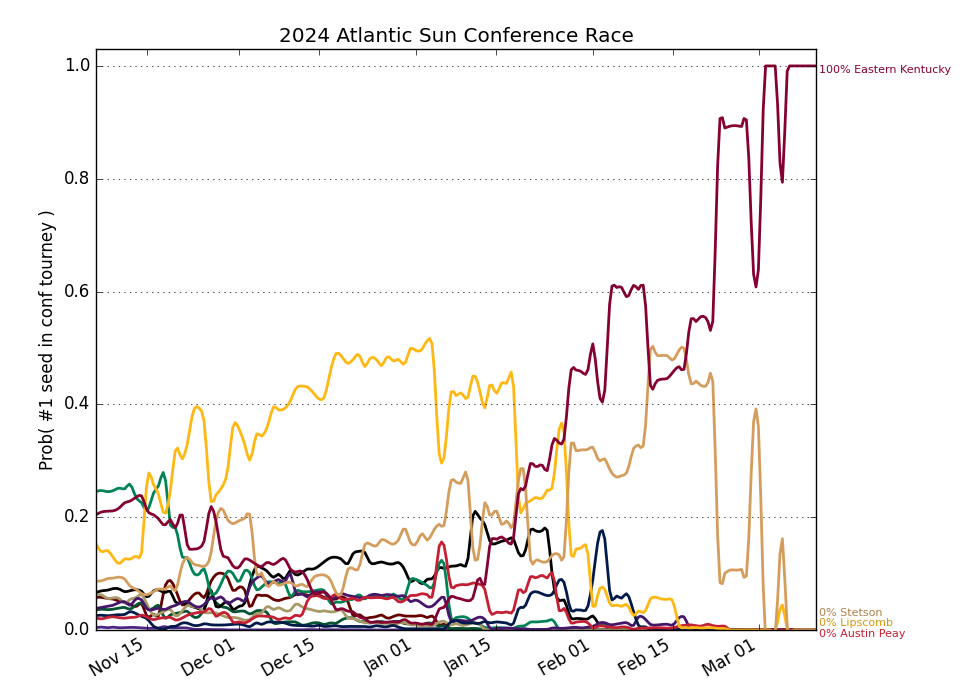 2024 Atlantic Sun Conference Race
Prob( #1 seed in conf tourney )
1.0
0.8
0.6
0.4
0.2
0.0
Nov 15
Dec 01
Dec 15
Jan 01
Jan 15
Feb 01
Feb 15
Mar 01
100% Eastern Kentucky
0% Stetson
0% Lipscomb
0% Austin Peay